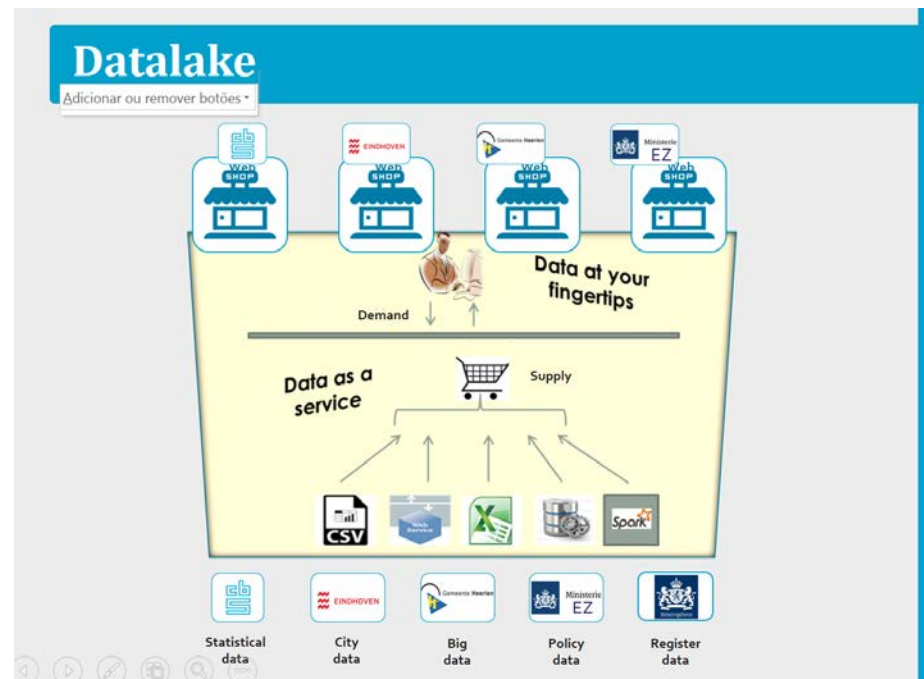 Datalake
Adicionar ou remover botões
EINDHOVEN
Gemeente Heerlen
Ministerie
EZ
Web
SHOP
Web
SHOP
Web
SHOP
Web
SHOP
Data at your
fingertips
Demand
Data as a
service
Supply
CSV
Web
Service
Spark
EINDHOVEN
Gemeente Heerlen
Ministerie
EZ
Statistical
data
City
data
Big
data
Policy
data
Register
data